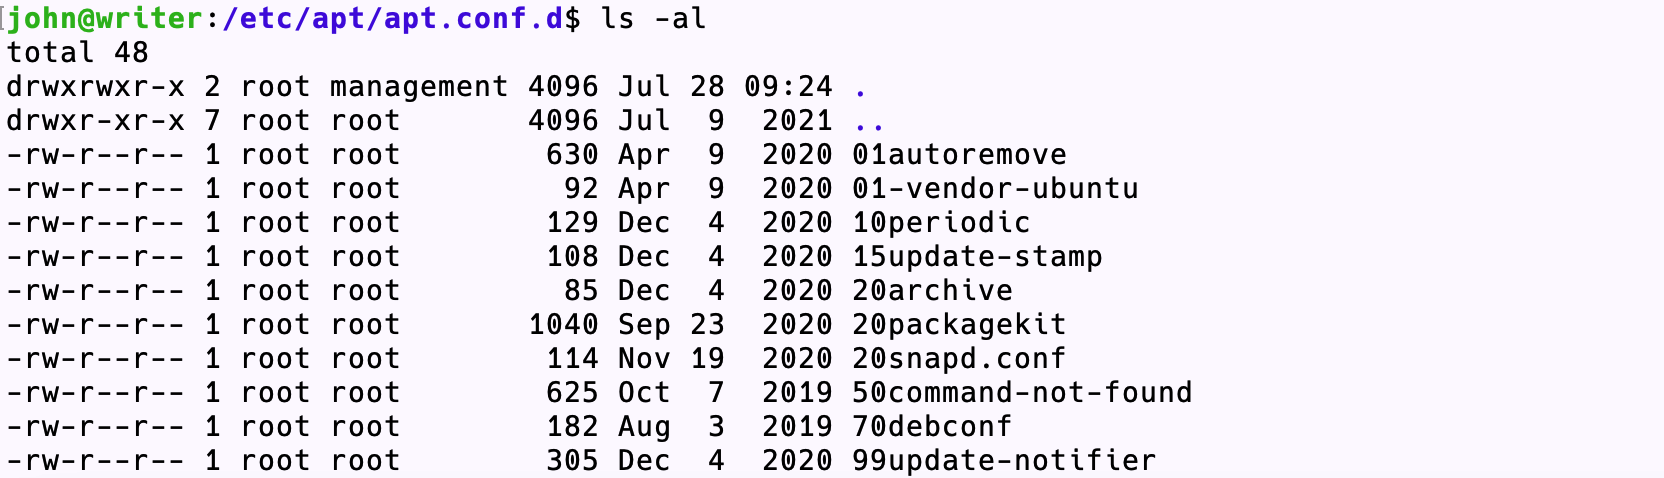 john@writer:/etc/apt/apt.conf.d$ ls -al
total 48
drwxrwxr-x 2 root management 4096 Jul 28 09:24 .
drwxr-xr-x 7 root root       4096 Jul  9  2021 ..
-rw-r--r-- 1 root root        630 Apr  9  2020 01autoremove
-rw-r--r-- 1 root root         92 Apr  9  2020 01-vendor-ubuntu
-rw-r--r-- 1 root root        129 Dec  4  2020 10periodic
-rw-r--r-- 1 root root        108 Dec  4  2020 15update-stamp
-rw-r--r-- 1 root root         85 Dec  4  2020 20archive
-rw-r--r-- 1 root root       1040 Sep 23  2020 20packagekit
-rw-r--r-- 1 root root        114 Nov 19  2020 20snapd.conf
-rw-r--r-- 1 root root        625 Oct  7  2019 50command-not-found
-rw-r--r-- 1 root root        182 Aug  3  2019 70debconf
-rw-r--r-- 1 root root        305 Dec  4  2020 99update-notifier